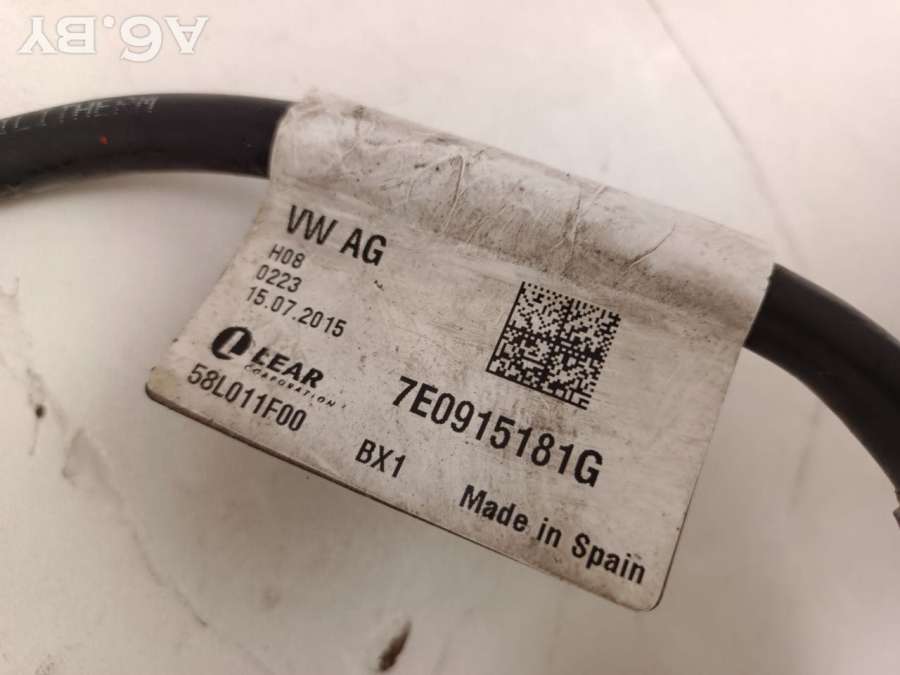 A6.BY
VW AG
H08
0223
15.07.2015
LEAR
CORPORATION
58L011F00
7E0915181G
BX1
Made in Spain